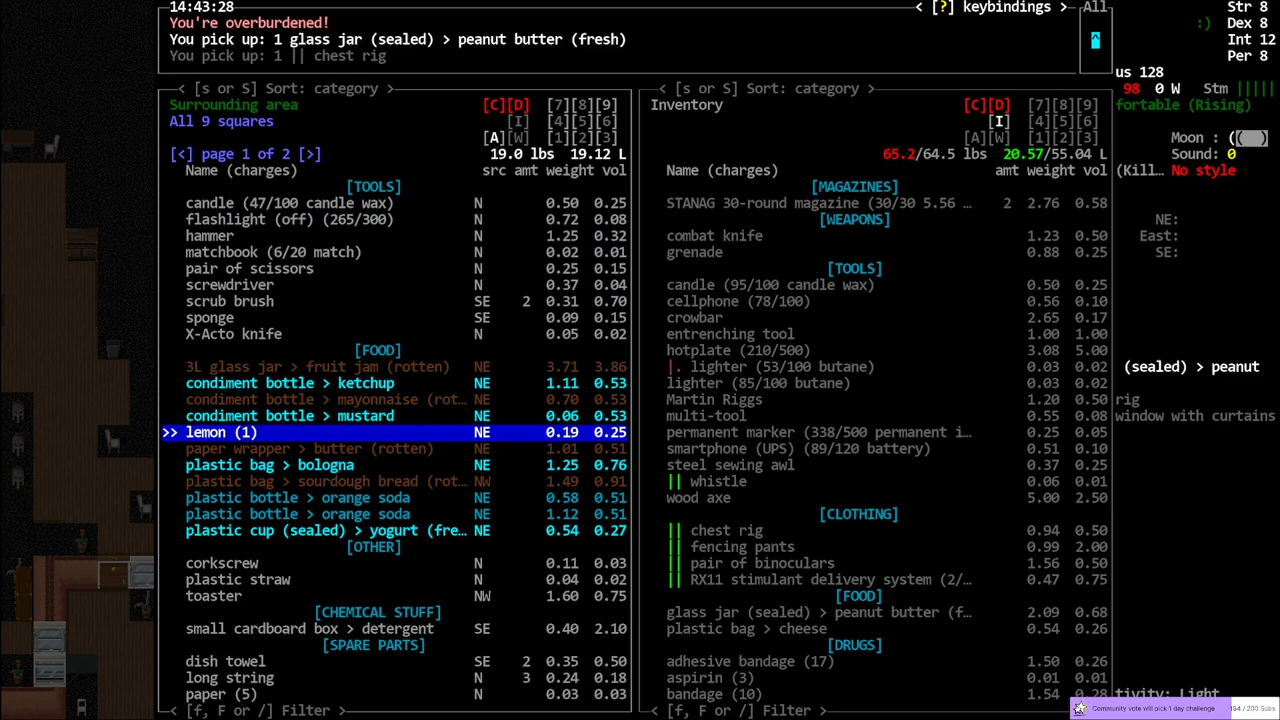 14:43:28
< [?] keybindings >
All
Str 8
You're overburdened!
:) Dex 8
You pick up: 1 glass jar (sealed) > peanut butter (fresh)
^
Int 12
You pick up: 1 || chest rig
Per 8
us 128
< [s or S] Sort: category >
< [s or S] Sort: category >
98 0 W Stm |||||
Surrounding area [C][D] [7][8][9]
Inventory [C][D] [7][8][9]
fortable (Rising)
All 9 squares [I] [4][5][6]
[I] [4][5][6]
[A][W] [1][2][3]
[A][W] [1][2][3]
Moon : (( )
[<] page 1 of 2 [>] 19.0 lbs 19.12 L
65.2/64.5 lbs 20.57/55.04 L
Sound: 0
Name (charges) src amt weight vol
Name (charges) amt weight vol
(Kill… No style
[TOOLS]
[MAGAZINES]
candle (47/100 candle wax) N 0.50 0.25
STANAG 30-round magazine (30/30 5.56 … 2 2.76 0.58
flashlight (off) (265/300) N 0.72 0.08
[WEAPONS]
NE:
hammer N 1.25 0.32
combat knife 1.23 0.50
East:
matchbook (6/20 match) N 0.02 0.01
grenade 0.88 0.25
SE:
pair of scissors N 0.25 0.15
[TOOLS]
screwdriver N 0.37 0.04
candle (95/100 candle wax) 0.50 0.25
scrub brush SE 2 0.31 0.70
cellphone (78/100) 0.56 0.10
sponge SE 0.09 0.15
crowbar 2.65 0.17
X-Acto knife N 0.05 0.02
entrenching tool 1.00 1.00
[FOOD]
hotplate (210/500) 3.08 5.00
3L glass jar > fruit jam (rotten) NE 3.71 3.86
|. lighter (53/100 butane) 0.03 0.02
(sealed) > peanut
condiment bottle > ketchup NE 1.11 0.53
lighter (85/100 butane) 0.03 0.02
condiment bottle > mayonnaise (rot… NE 0.70 0.53
Martin Riggs 1.20 0.50
rig
condiment bottle > mustard NE 0.06 0.53
multi-tool 0.55 0.08
window with curtains
>> lemon (1) NE 0.19 0.25
permanent marker (338/500 permanent i… 0.25 0.05
paper wrapper > butter (rotten) NE 1.01 0.51
smartphone (UPS) (89/120 battery) 0.51 0.10
plastic bag > bologna NE 1.25 0.76
steel sewing awl 0.37 0.25
plastic bag > sourdough bread (rot… NW 1.49 0.91
|| whistle 0.06 0.01
plastic bottle > orange soda NE 0.58 0.51
wood axe 5.00 2.50
plastic bottle > orange soda NE 1.12 0.51
[CLOTHING]
plastic cup (sealed) > yogurt (fre… NE 0.54 0.27
|| chest rig 0.94 0.50
[OTHER]
|| fencing pants 0.99 2.00
corkscrew N 0.11 0.03
|| pair of binoculars 1.56 0.50
plastic straw N 0.04 0.02
|| RX11 stimulant delivery system (2/… 0.47 0.75
toaster NW 1.60 0.75
[FOOD]
[CHEMICAL STUFF]
glass jar (sealed) > peanut butter (f… 2.09 0.68
small cardboard box > detergent SE 0.40 2.10
plastic bag > cheese 0.54 0.26
[SPARE PARTS]
[DRUGS]
dish towel SE 2 0.35 0.50
adhesive bandage (17) 1.50 0.26
long string N 3 0.24 0.18
aspirin (3) 0.01 0.01
paper (5) N 0.03 0.03
bandage (10) 1.54 0.28
tivity: Light
< [f, F or /] Filter >
< [f, F or /] Filter >
Community vote will pick 1 day challenge
154 / 200 Subs